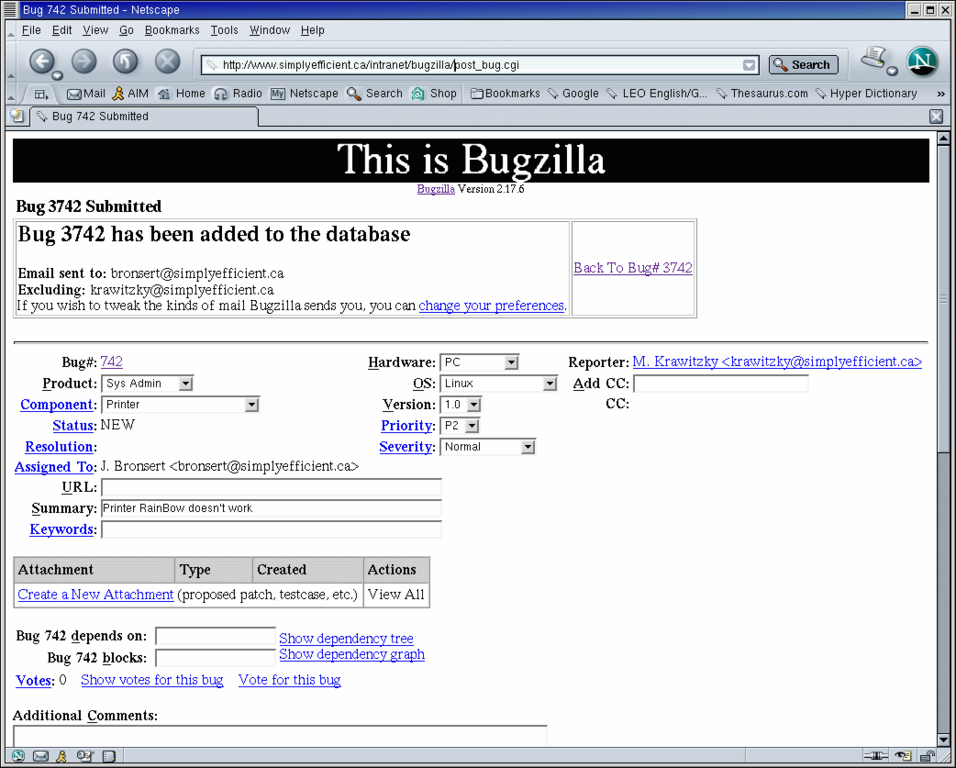 Bug 742 Submitted - Netscape
File Edit View Go Bookmarks Tools Window Help
http://www.simplyefficient.ca/intranet/bugzilla/post_bug.cgi
Search
N
Mail AIM Home Radio My Netscape Search Shop Bookmarks Google LEO English/G... Thesaurus.com Hyper Dictionary »
Bug 742 Submitted
This is Bugzilla
Bugzilla Version 2.17.6
Bug 3742 Submitted
Bug 3742 has been added to the database
Email sent to: bronsert@simplyefficient.ca
Excluding: krawitzky@simplyefficient.ca
If you wish to tweak the kinds of mail Bugzilla sends you, you can change your preferences.
Back To Bug# 3742
Bug#: 742 Hardware: PC Reporter: M. Krawitzky <krawitzky@simplyefficient.ca>
Product: Sys Admin OS: Linux Add CC:
Component: Printer Version: 1.0 CC:
Status: NEW Priority: P2
Resolution: Severity: Normal
Assigned To: J. Bronsert <bronsert@simplyefficient.ca>
URL:
Summary: Printer RainBow doesn't work
Keywords:
Attachment Type Created Actions
Create a New Attachment (proposed patch, testcase, etc.) View All
Bug 742 depends on: Show dependency tree
Bug 742 blocks: Show dependency graph
Votes: 0 Show votes for this bug Vote for this bug
Additional Comments: